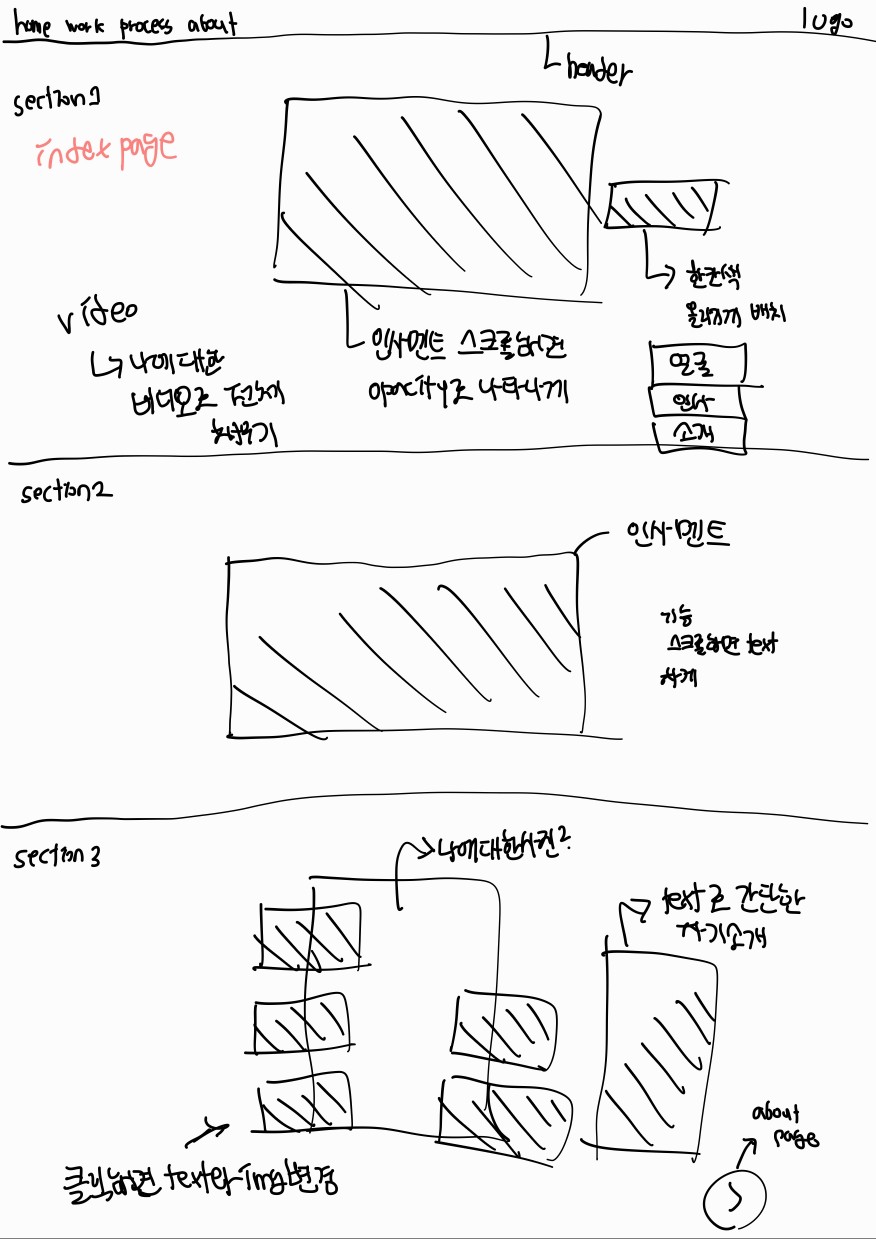 home work process about
logo
header
section1
index page
video
나에 대한
비디오로 전체
채우기
인사멘트 스크롤하면
opacity로 나타나게
한칸씩
올라가게 배치
얼굴
인사
소개
section2
인사멘트
기능
스크롤하면 text
차게
section3
나에대한사진?
text로 간단한
자기소개
클릭하면 text와 img변경
about
page